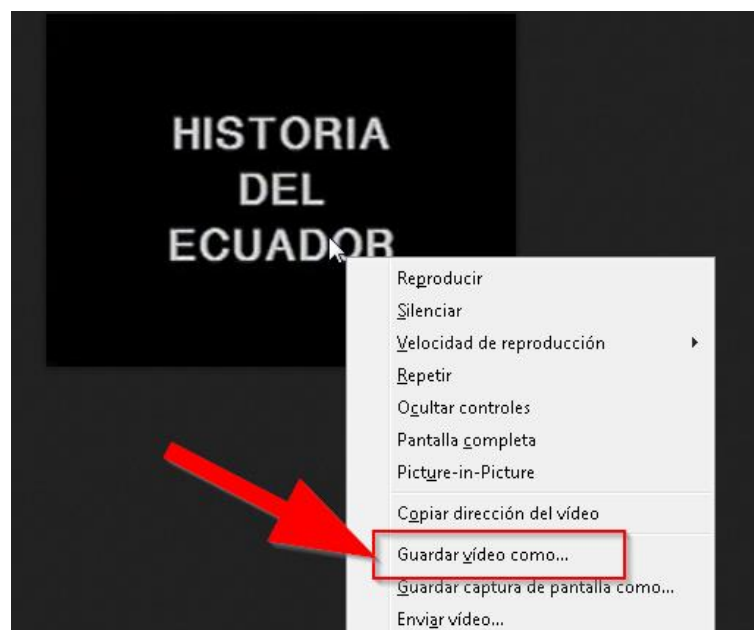 HISTORIA
DEL
ECUADOR
Reproducir
Silenciar
Velocidad de reproducción
Repetir
Ocultar controles
Pantalla completa
Picture-in-Picture
Copiar dirección del vídeo
Guardar vídeo como...
Guardar captura de pantalla como...
Enviar vídeo...